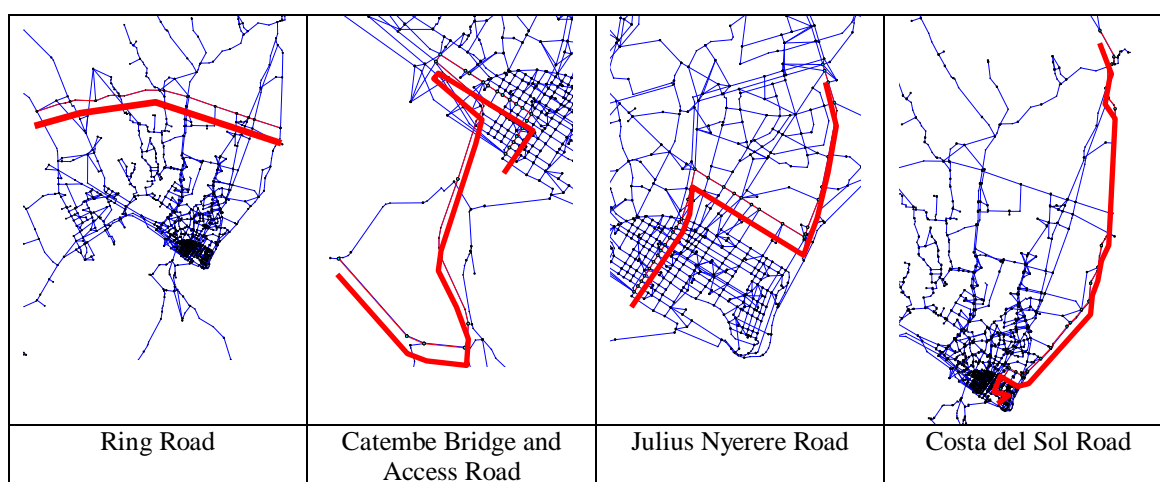 Ring Road
Catembe Bridge and
Access Road
Julius Nyerere Road
Costa del Sol Road